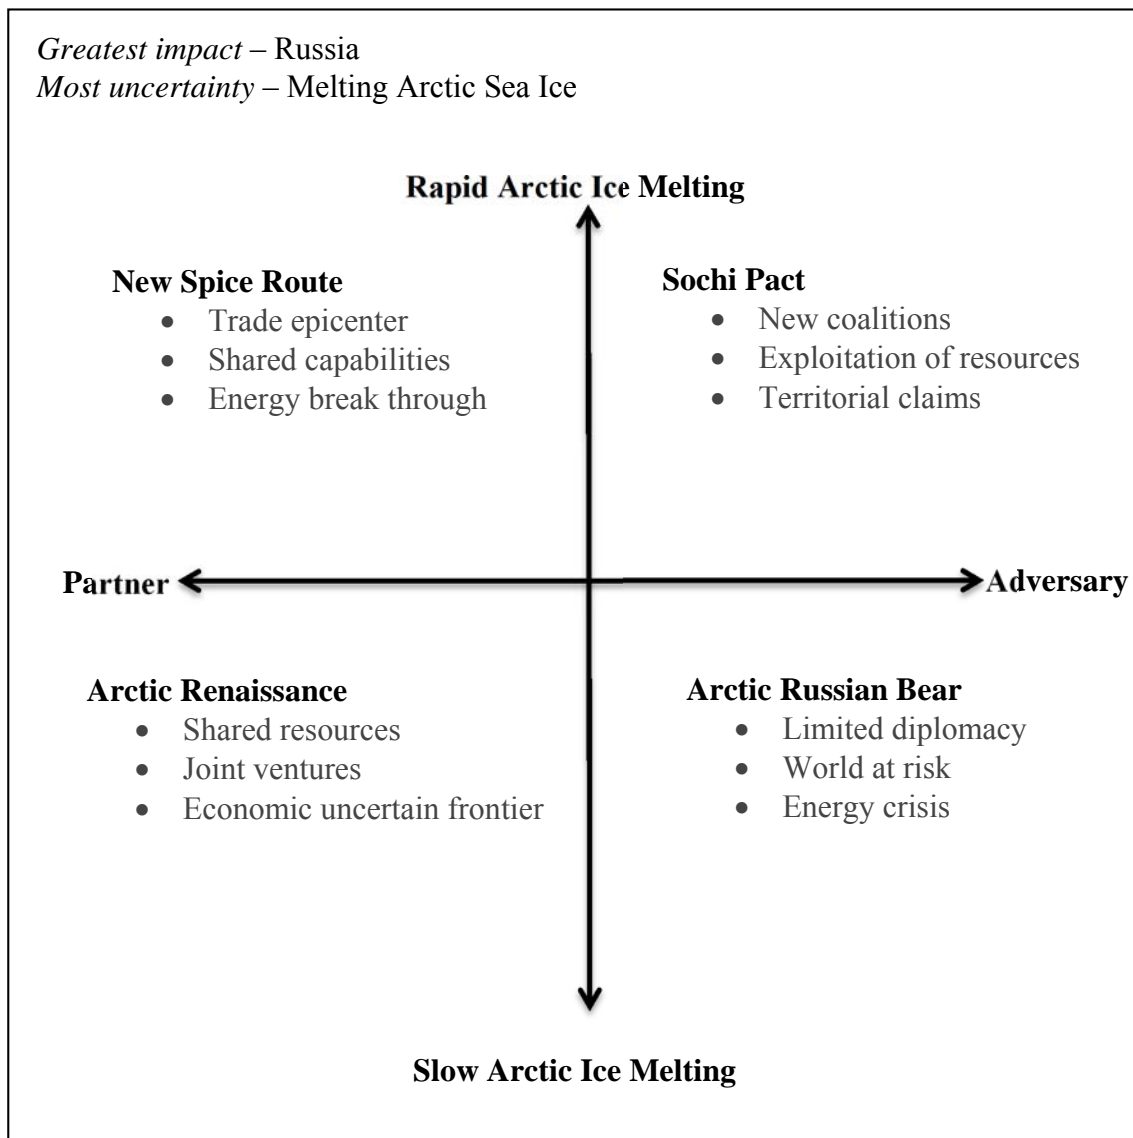 Greatest impact – Russia
Most uncertainty – Melting Arctic Sea Ice
Rapid Arctic Ice Melting
New Spice Route
• Trade epicenter
• Shared capabilities
• Energy break through
Sochi Pact
• New coalitions
• Exploitation of resources
• Territorial claims
Partner
Adversary
Arctic Renaissance
• Shared resources
• Joint ventures
• Economic uncertain frontier
Arctic Russian Bear
• Limited diplomacy
• World at risk
• Energy crisis
Slow Arctic Ice Melting